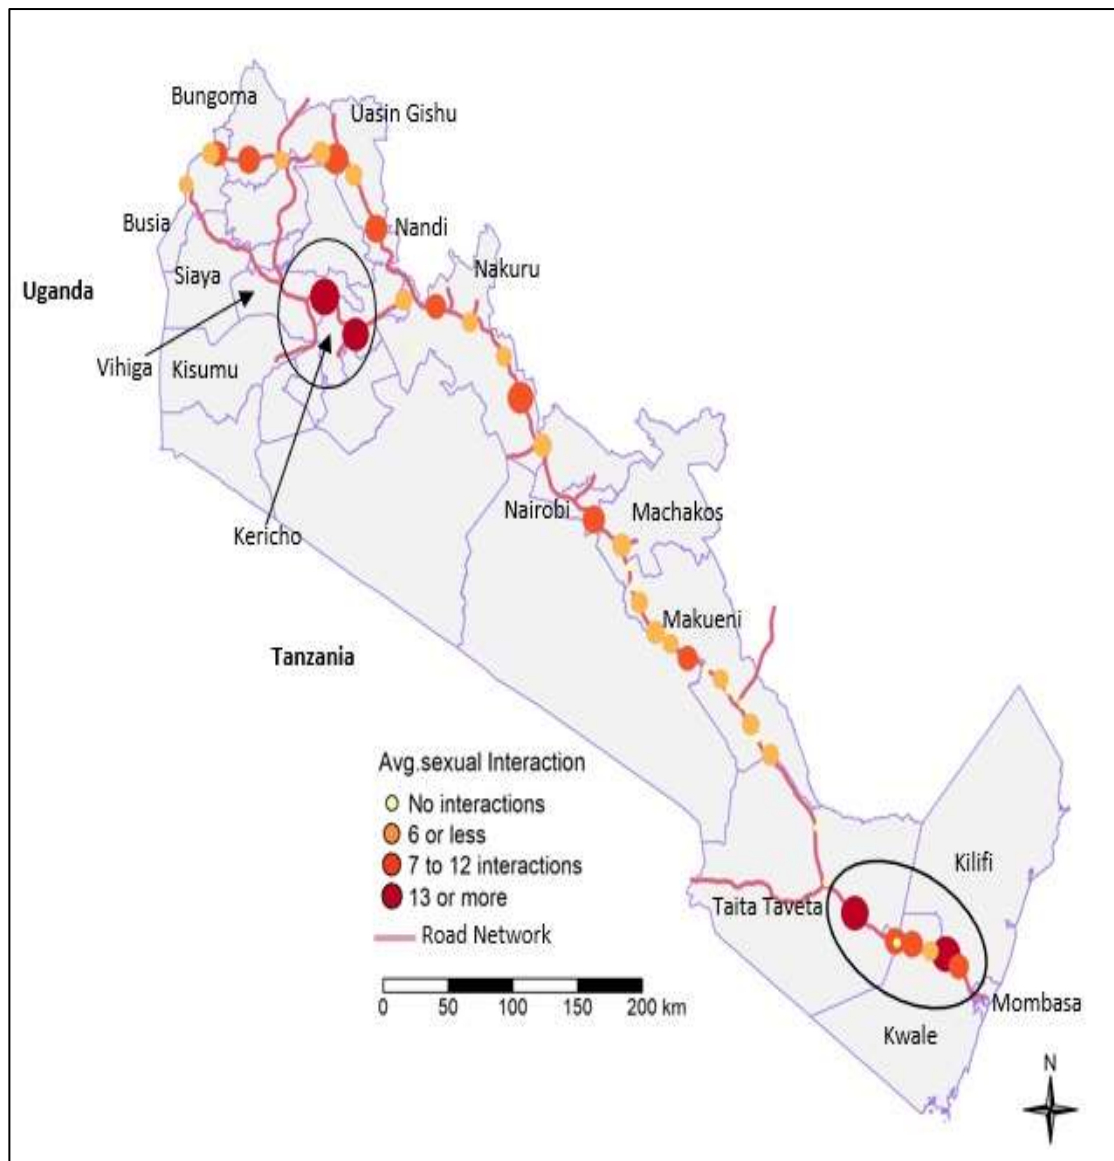 Bungoma
Uasin Gishu
Busia
Nandi
Siaya
Nakuru
Uganda
Vihiga
Kisumu
Nairobi
Machakos
Kericho
Makueni
Tanzania
Avg.sexual Interaction
No interactions
6 or less
7 to 12 interactions
13 or more
Road Network
0 50 100 150 200 km
Kilifi
Taita Taveta
Mombasa
Kwale
N